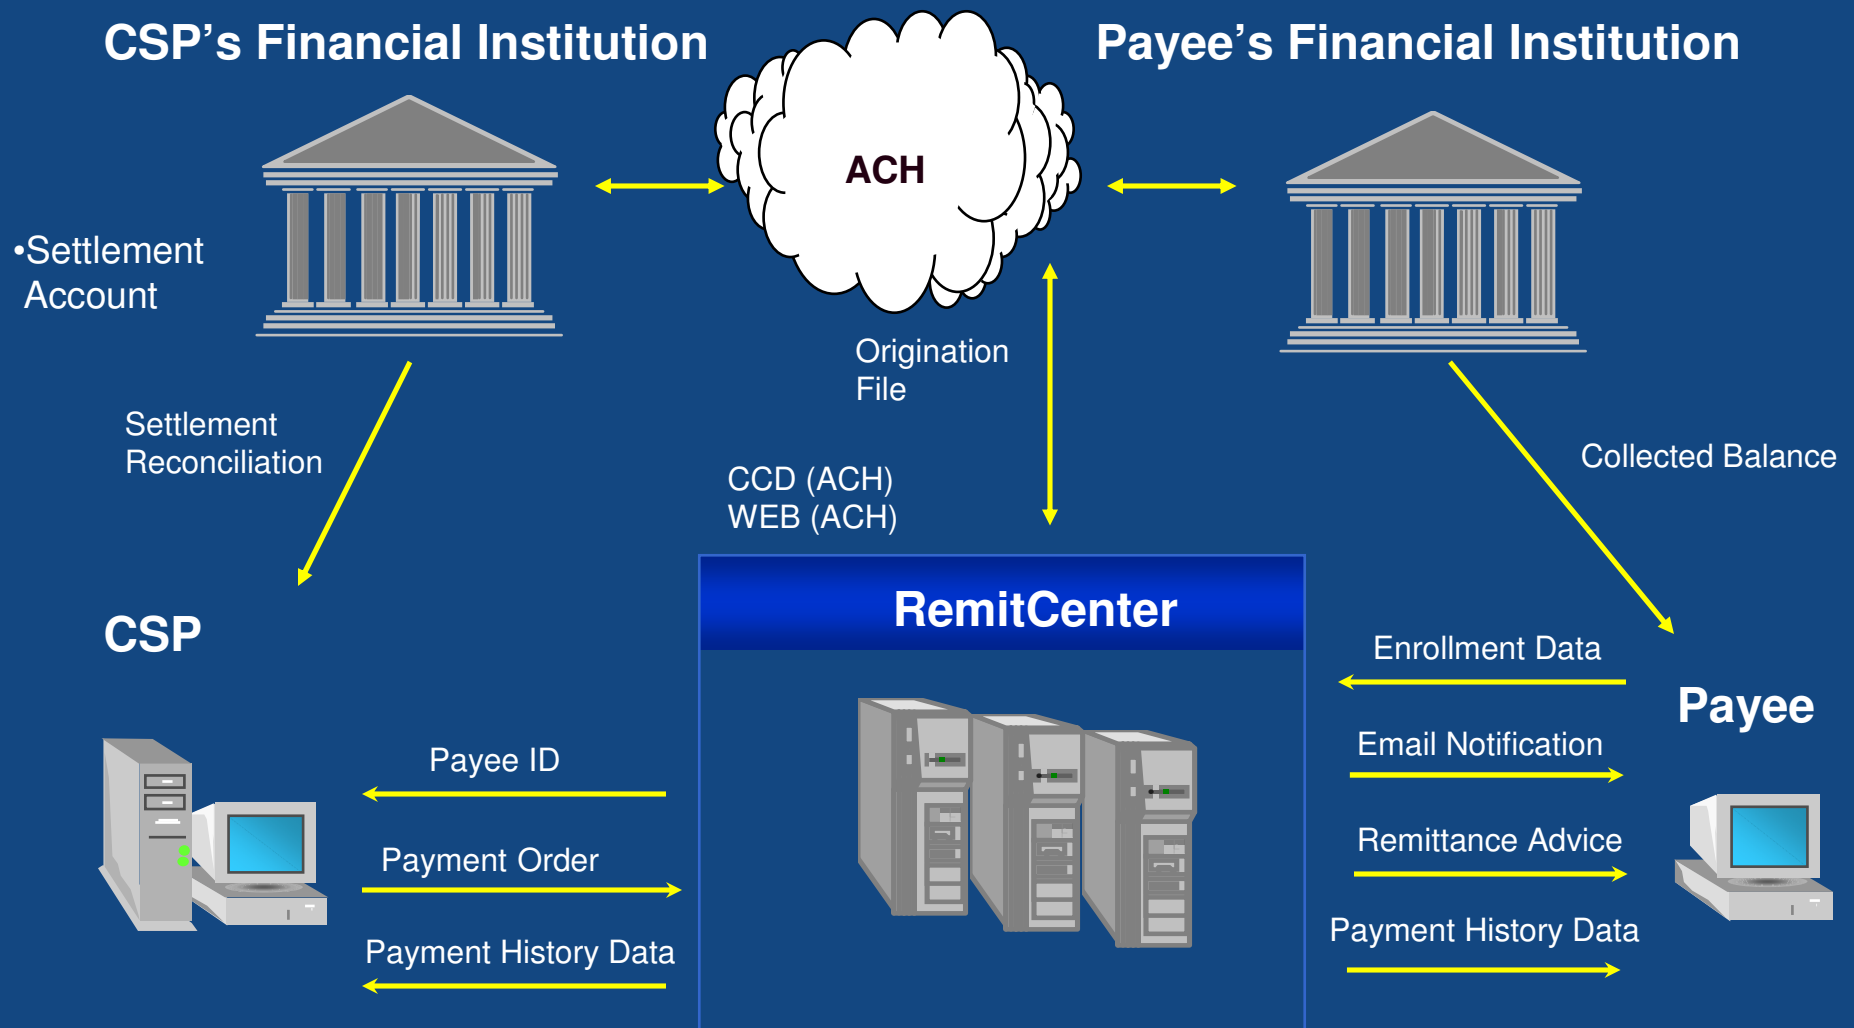 CSP's Financial Institution
Payee's Financial Institution
ACH
•Settlement
Account
Origination
File
Settlement
Reconciliation
Collected Balance
CCD (ACH)
WEB (ACH)
RemitCenter
CSP
Enrollment Data
Payee
Email Notification
Payee ID
Remittance Advice
Payment Order
Payment History Data
Payment History Data